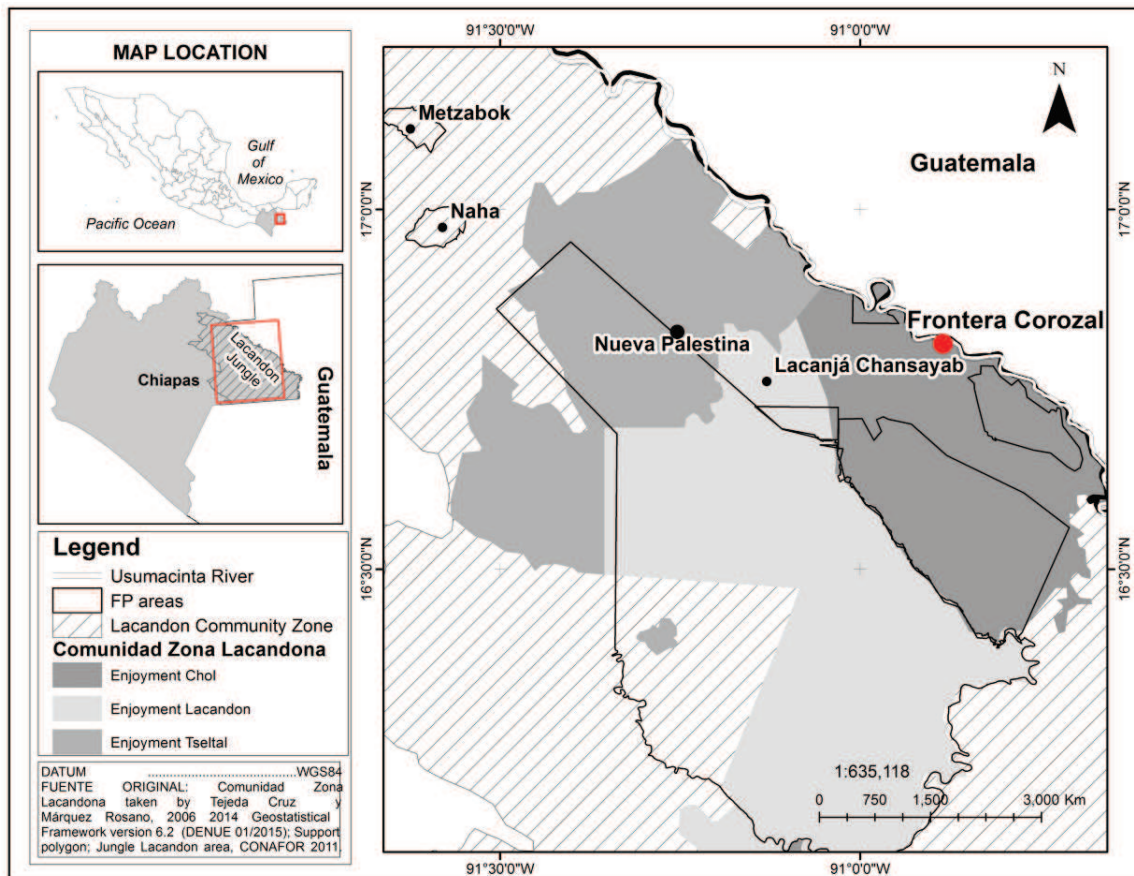 MAP LOCATION
Gulf
of
Mexico
Pacific Ocean
Lacandon
Jungle
Chiapas
Guatemala
Legend
Usumacinta River
FP areas
Lacandon Community Zone
Comunidad Zona Lacandona
Enjoyment Chol
Enjoyment Lacandon
Enjoyment Tseltal
DATUM ................................WGS84
FUENTE ORIGINAL: Comunidad Zona
Lacandona taken by Tejeda Cruz y
Márquez Rosano, 2006 2014 Geostatistical
Framework version 6.2 (DENUE 01/2015); Support
polygon; Jungle Lacandon area, CONAFOR 2011.
91°30'0"W
91°0'0"W
N
Metzabok
Guatemala
Naha
17°0'0"N
17°0'0"N
Frontera Corozal
Nueva Palestina
Lacanjá Chansayab
16°30'0"N
16°30'0"N
1:635,118
0 750 1,500 3,000 Km
91°30'0"W
91°0'0"W